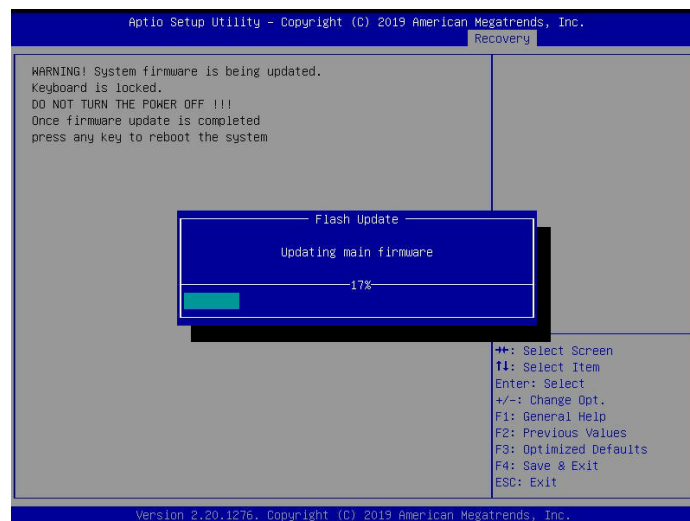 Aptio Setup Utility – Copyright (C) 2019 American Megatrends, Inc.
Recovery
WARNING! System firmware is being updated.
Keyboard is locked.
DO NOT TURN THE POWER OFF !!!
Once firmware update is completed
press any key to reboot the system
Flash Update
Updating main firmware
17%
→←: Select Screen
↑↓: Select Item
Enter: Select
+/-: Change Opt.
F1: General Help
F2: Previous Values
F3: Optimized Defaults
F4: Save & Exit
ESC: Exit
Version 2.20.1276. Copyright (C) 2019 American Megatrends, Inc.